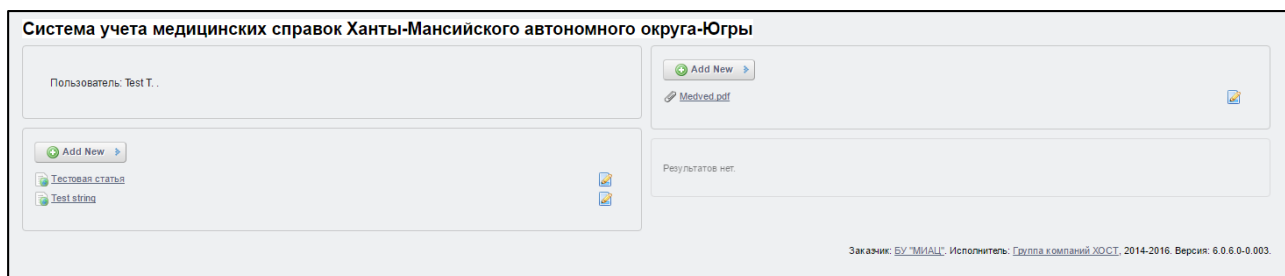 Система учета медицинских справок Ханты-Мансийского автономного округа-Югры
Пользователь: Test T. .
Add New
Тестовая статья
Test string
Add New
Medved.pdf
Результатов нет.
Заказчик: БУ "МИАЦ". Исполнитель: Группа компаний ХОСТ, 2014-2016. Версия: 6.0.6.0-0.003.